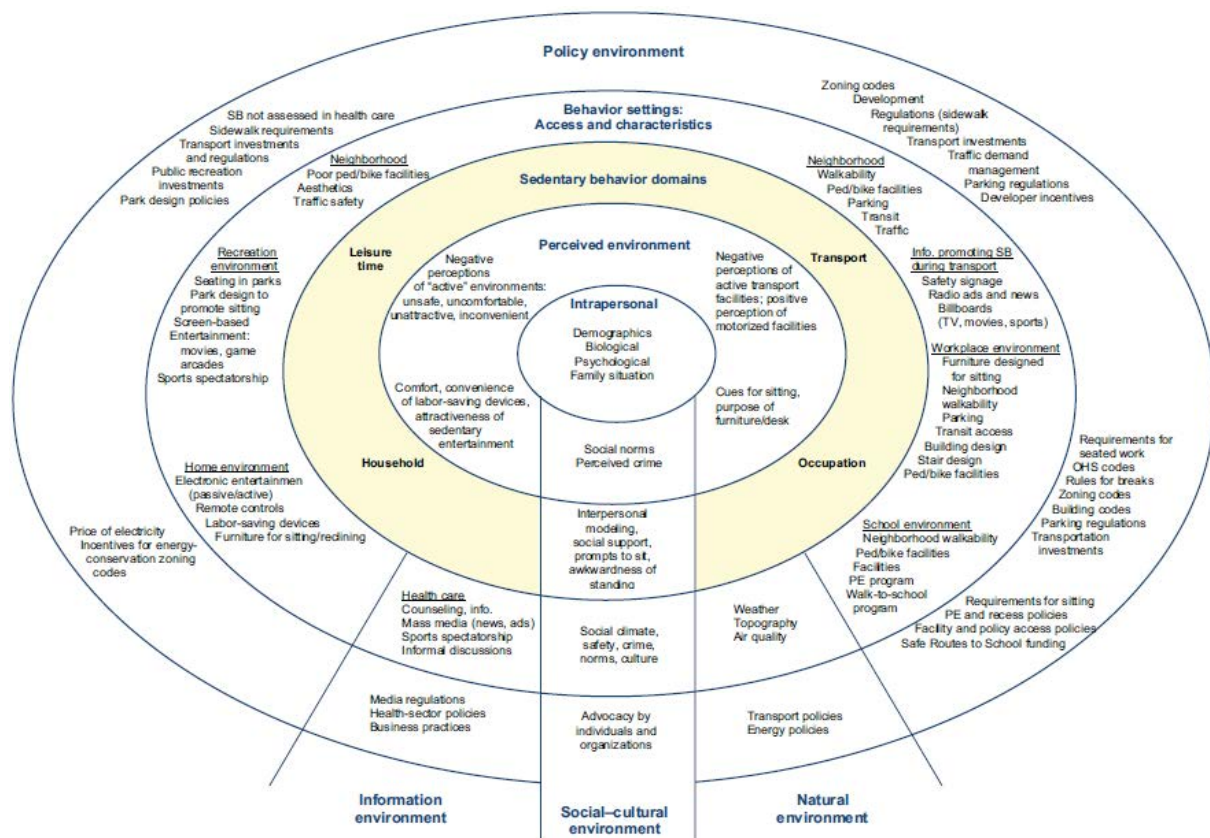 Policy environment
SB not assessed in health care
Sidewalk requirements
Transport investments
and regulations
Public recreation
investments
Park design policies
Zoning codes
Development
Regulations (sidewalk
requirements)
Transport investments
Traffic demand
management
Parking regulations
Developer incentives
Behavior settings:
Access and characteristics
Neighborhood
Poor ped/bike facilities
Aesthetics
Traffic safety
Neighborhood
Walkability
Ped/bike facilities
Parking
Transit
Traffic
Sedentary behavior domains
Leisure
time
Transport
Perceived environment
Negative
perceptions
of "active" environments:
unsafe, uncomfortable,
unattractive, inconvenient
Negative
perceptions of
active transport
facilities; positive
perception of
motorized facilities
Intrapersonal
Demographics
Biological
Psychological
Family situation
Recreation
environment
Seating in parks
Park design to
promote sitting
Screen-based
Entertainment:
movies, game
arcades
Sports spectatorship
Info. promoting SB
during transport
Safety signage
Radio ads and news
Billboards
(TV, movies, sports)
Workplace environment
Furniture designed
for sitting
Neighborhood
walkability
Parking
Transit access
Building design
Stair design
Ped/bike facilities
Comfort, convenience
of labor-saving devices,
attractiveness of
sedentary
entertainment
Cues for sitting,
purpose of
furniture/desk
Social norms
Perceived crime
Household
Occupation
Home environment
Electronic entertainmen
(passive/active)
Remote controls
Labor-saving devices
Furniture for sitting/reclining
Requirements for
seated work
OHS codes
Rules for breaks
Zoning codes
Building codes
Parking regulations
Transportation
investments
Price of electricity
Incentives for energy-
conservation zoning
codes
Interpersonal
modeling,
social support,
prompts to sit,
awkwardness of
standing
School environment
Neighborhood walkability
Ped/bike facilities
Facilities
PE program
Walk-to-school
program
Health care
Counseling, info.
Mass media (news, ads)
Sports spectatorship
Informal discussions
Social climate,
safety, crime,
norms, culture
Weather
Topography
Air quality
Requirements for sitting
PE and recess policies
Facility and policy access policies
Safe Routes to School funding
Media regulations
Health-sector policies
Business practices
Advocacy by
individuals and
organizations
Transport policies
Energy policies
Information
environment
Social–cultural
environment
Natural
environment